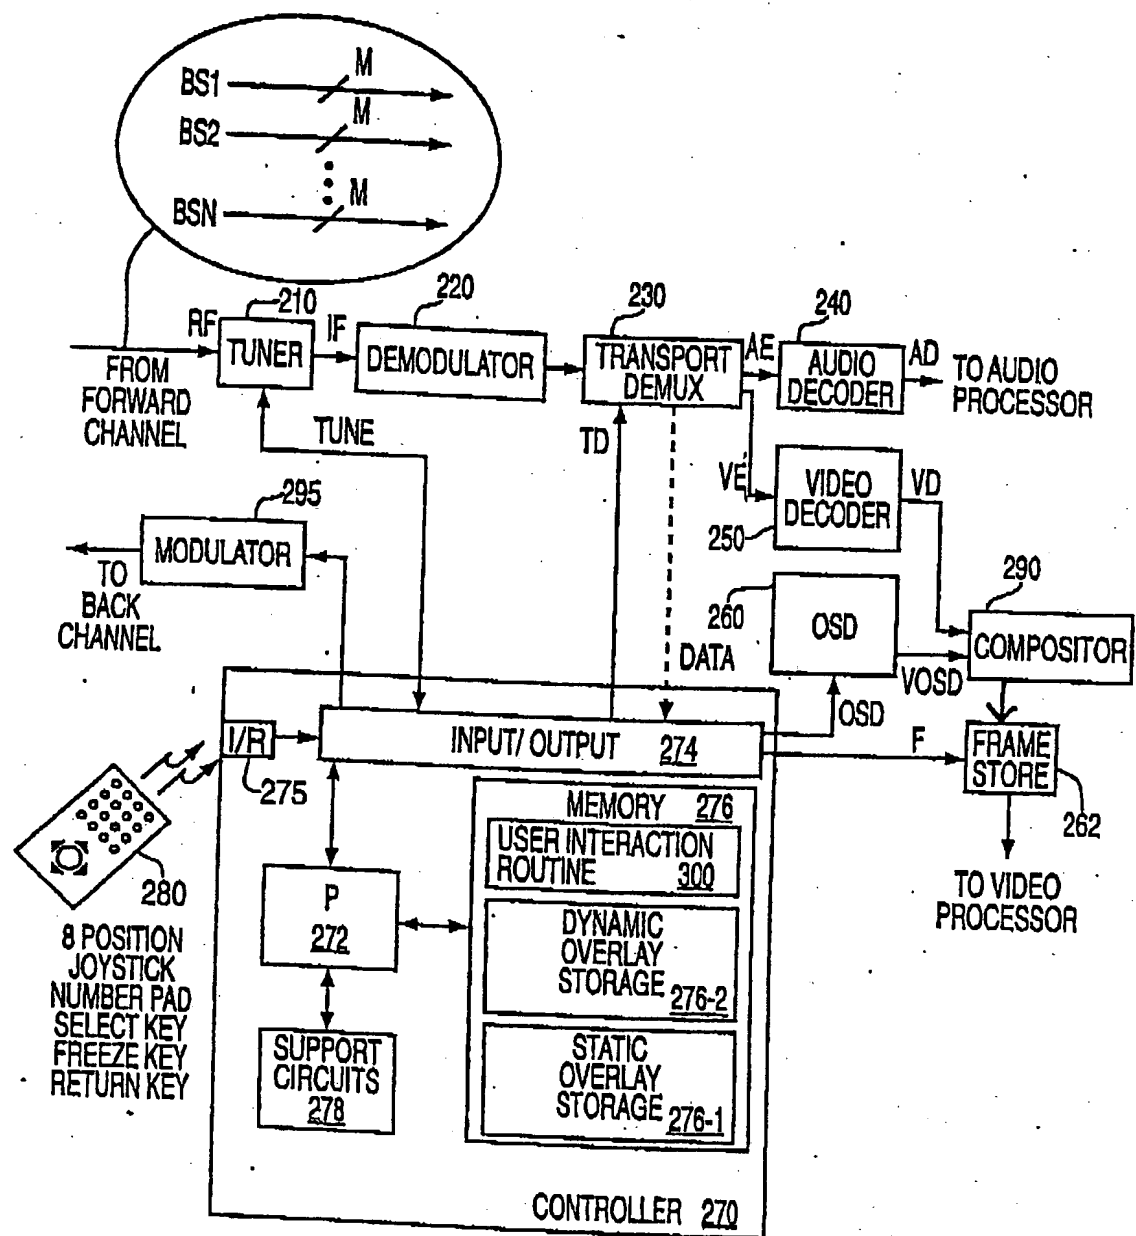 BS1
M
BS2
M
BSN
M
210
220
230
240
RF
TUNER
IF
DEMODULATOR
TRANSPORT
DEMUX
AE
AUDIO
DECODER
AD
TO AUDIO
PROCESSOR
FROM
FORWARD
CHANNEL
TUNE
TD
VE
VIDEO
DECODER
250
VD
295
MODULATOR
TO
BACK
CHANNEL
260
OSD
290
COMPOSITOR
VOSD
DATA
OSD
I/R
275
INPUT/OUTPUT 274
F
FRAME
STORE
262
TO VIDEO
PROCESSOR
280
8 POSITION
JOYSTICK
NUMBER PAD
SELECT KEY
FREEZE KEY
RETURN KEY
P
272
SUPPORT
CIRCUITS
278
MEMORY 276
USER INTERACTION
ROUTINE 300
DYNAMIC
OVERLAY
STORAGE 276-2
STATIC
OVERLAY
STORAGE 276-1
CONTROLLER 270